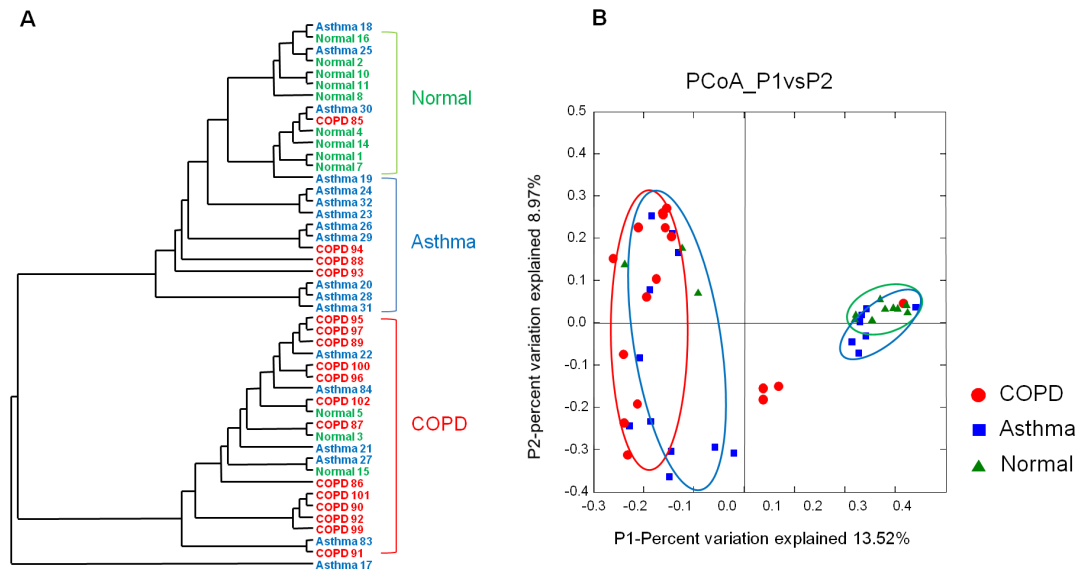 A
Asthma 18
Normal 16
Asthma 25
Normal 2
Normal 10
Normal 11
Normal 8
Asthma 30
COPD 85
Normal 4
Normal 14
Normal 1
Normal 7
Asthma 19
Asthma 24
Asthma 32
Asthma 23
Asthma 26
Asthma 29
COPD 94
COPD 88
COPD 93
Asthma 20
Asthma 28
Asthma 31
COPD 95
COPD 97
COPD 89
Asthma 22
COPD 100
COPD 96
Asthma 84
COPD 102
Normal 5
COPD 87
Normal 3
Asthma 21
Asthma 27
Normal 15
COPD 86
COPD 101
COPD 90
COPD 92
COPD 99
Asthma 83
COPD 91
Asthma 17
Normal
Asthma
COPD
B
PCoA_P1vsP2
P2-percent variation explained 8.97%
0.5
0.4
0.3
0.2
0.1
0.0
-0.1
-0.2
-0.3
-0.4
-0.3 -0.2 -0.1 0.0 0.1 0.2 0.3 0.4
P1-Percent variation explained 13.52%
COPD
Asthma
Normal